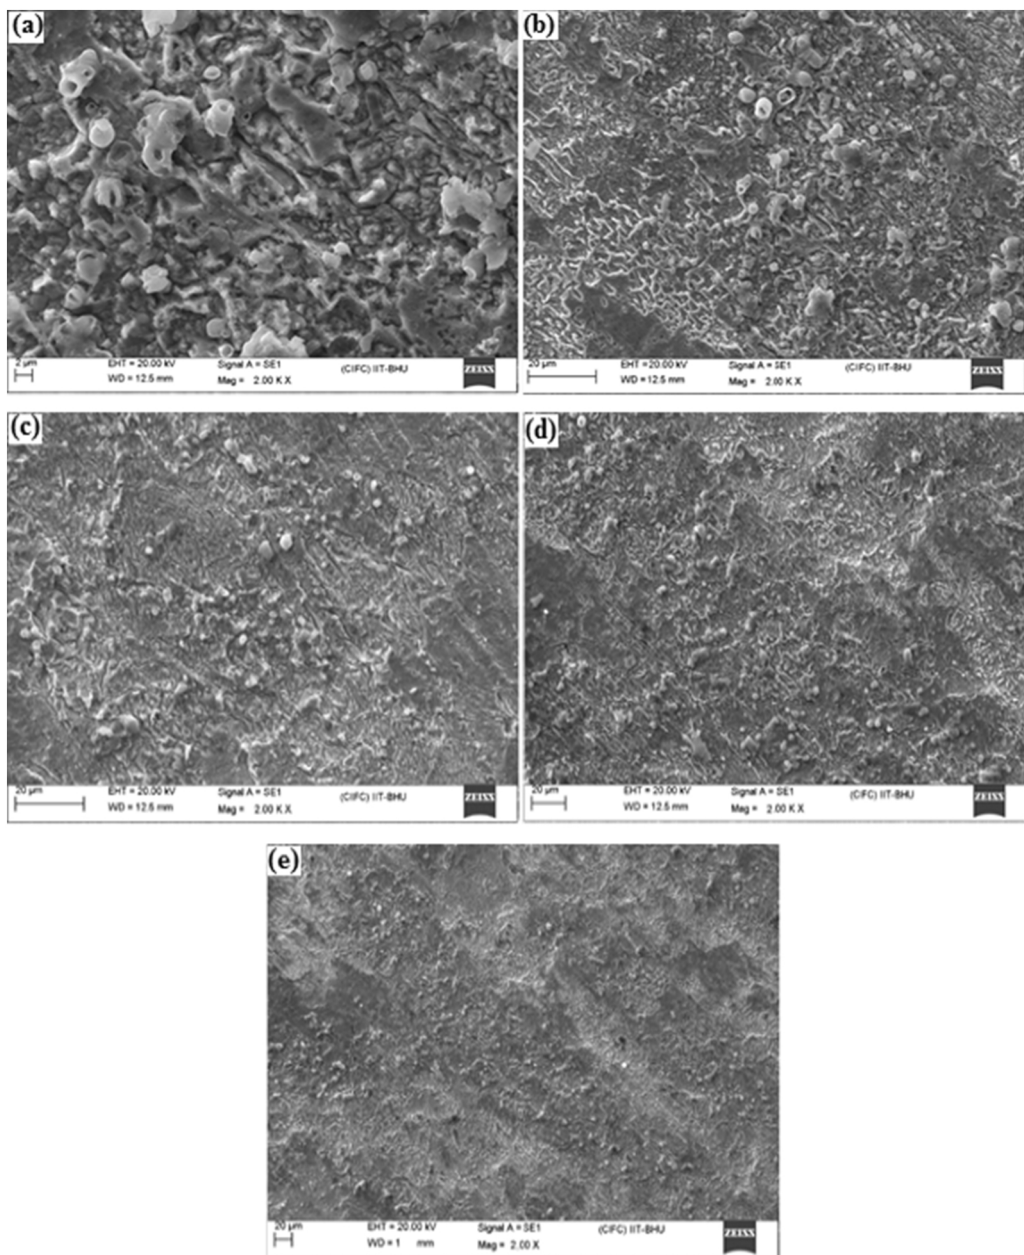 (a)
2 µm
EHT = 20.00 kV
Signal A = SE1
(CIFC) IIT-BHU
WD = 12.5 mm
Mag = 2.00 K X
ZEISS
(b)
20 µm
EHT = 20.00 kV
Signal A = SE1
(CIFC) IIT-BHU
WD = 12.5 mm
Mag = 2.00 K X
ZEISS
(c)
20 µm
EHT = 20.00 kV
Signal A = SE1
(CIFC) IIT-BHU
WD = 12.5 mm
Mag = 2.00 K X
ZEISS
(d)
20 µm
EHT = 20.00 kV
Signal A = SE1
(CIFC) IIT-BHU
WD = 12.5 mm
Mag = 2.00 K X
ZEISS
(e)
20 µm
EHT = 20.00 kV
Signal A = SE1
(CIFC) IIT-BHU
WD = 1 mm
Mag = 2.00 X
ZEISS